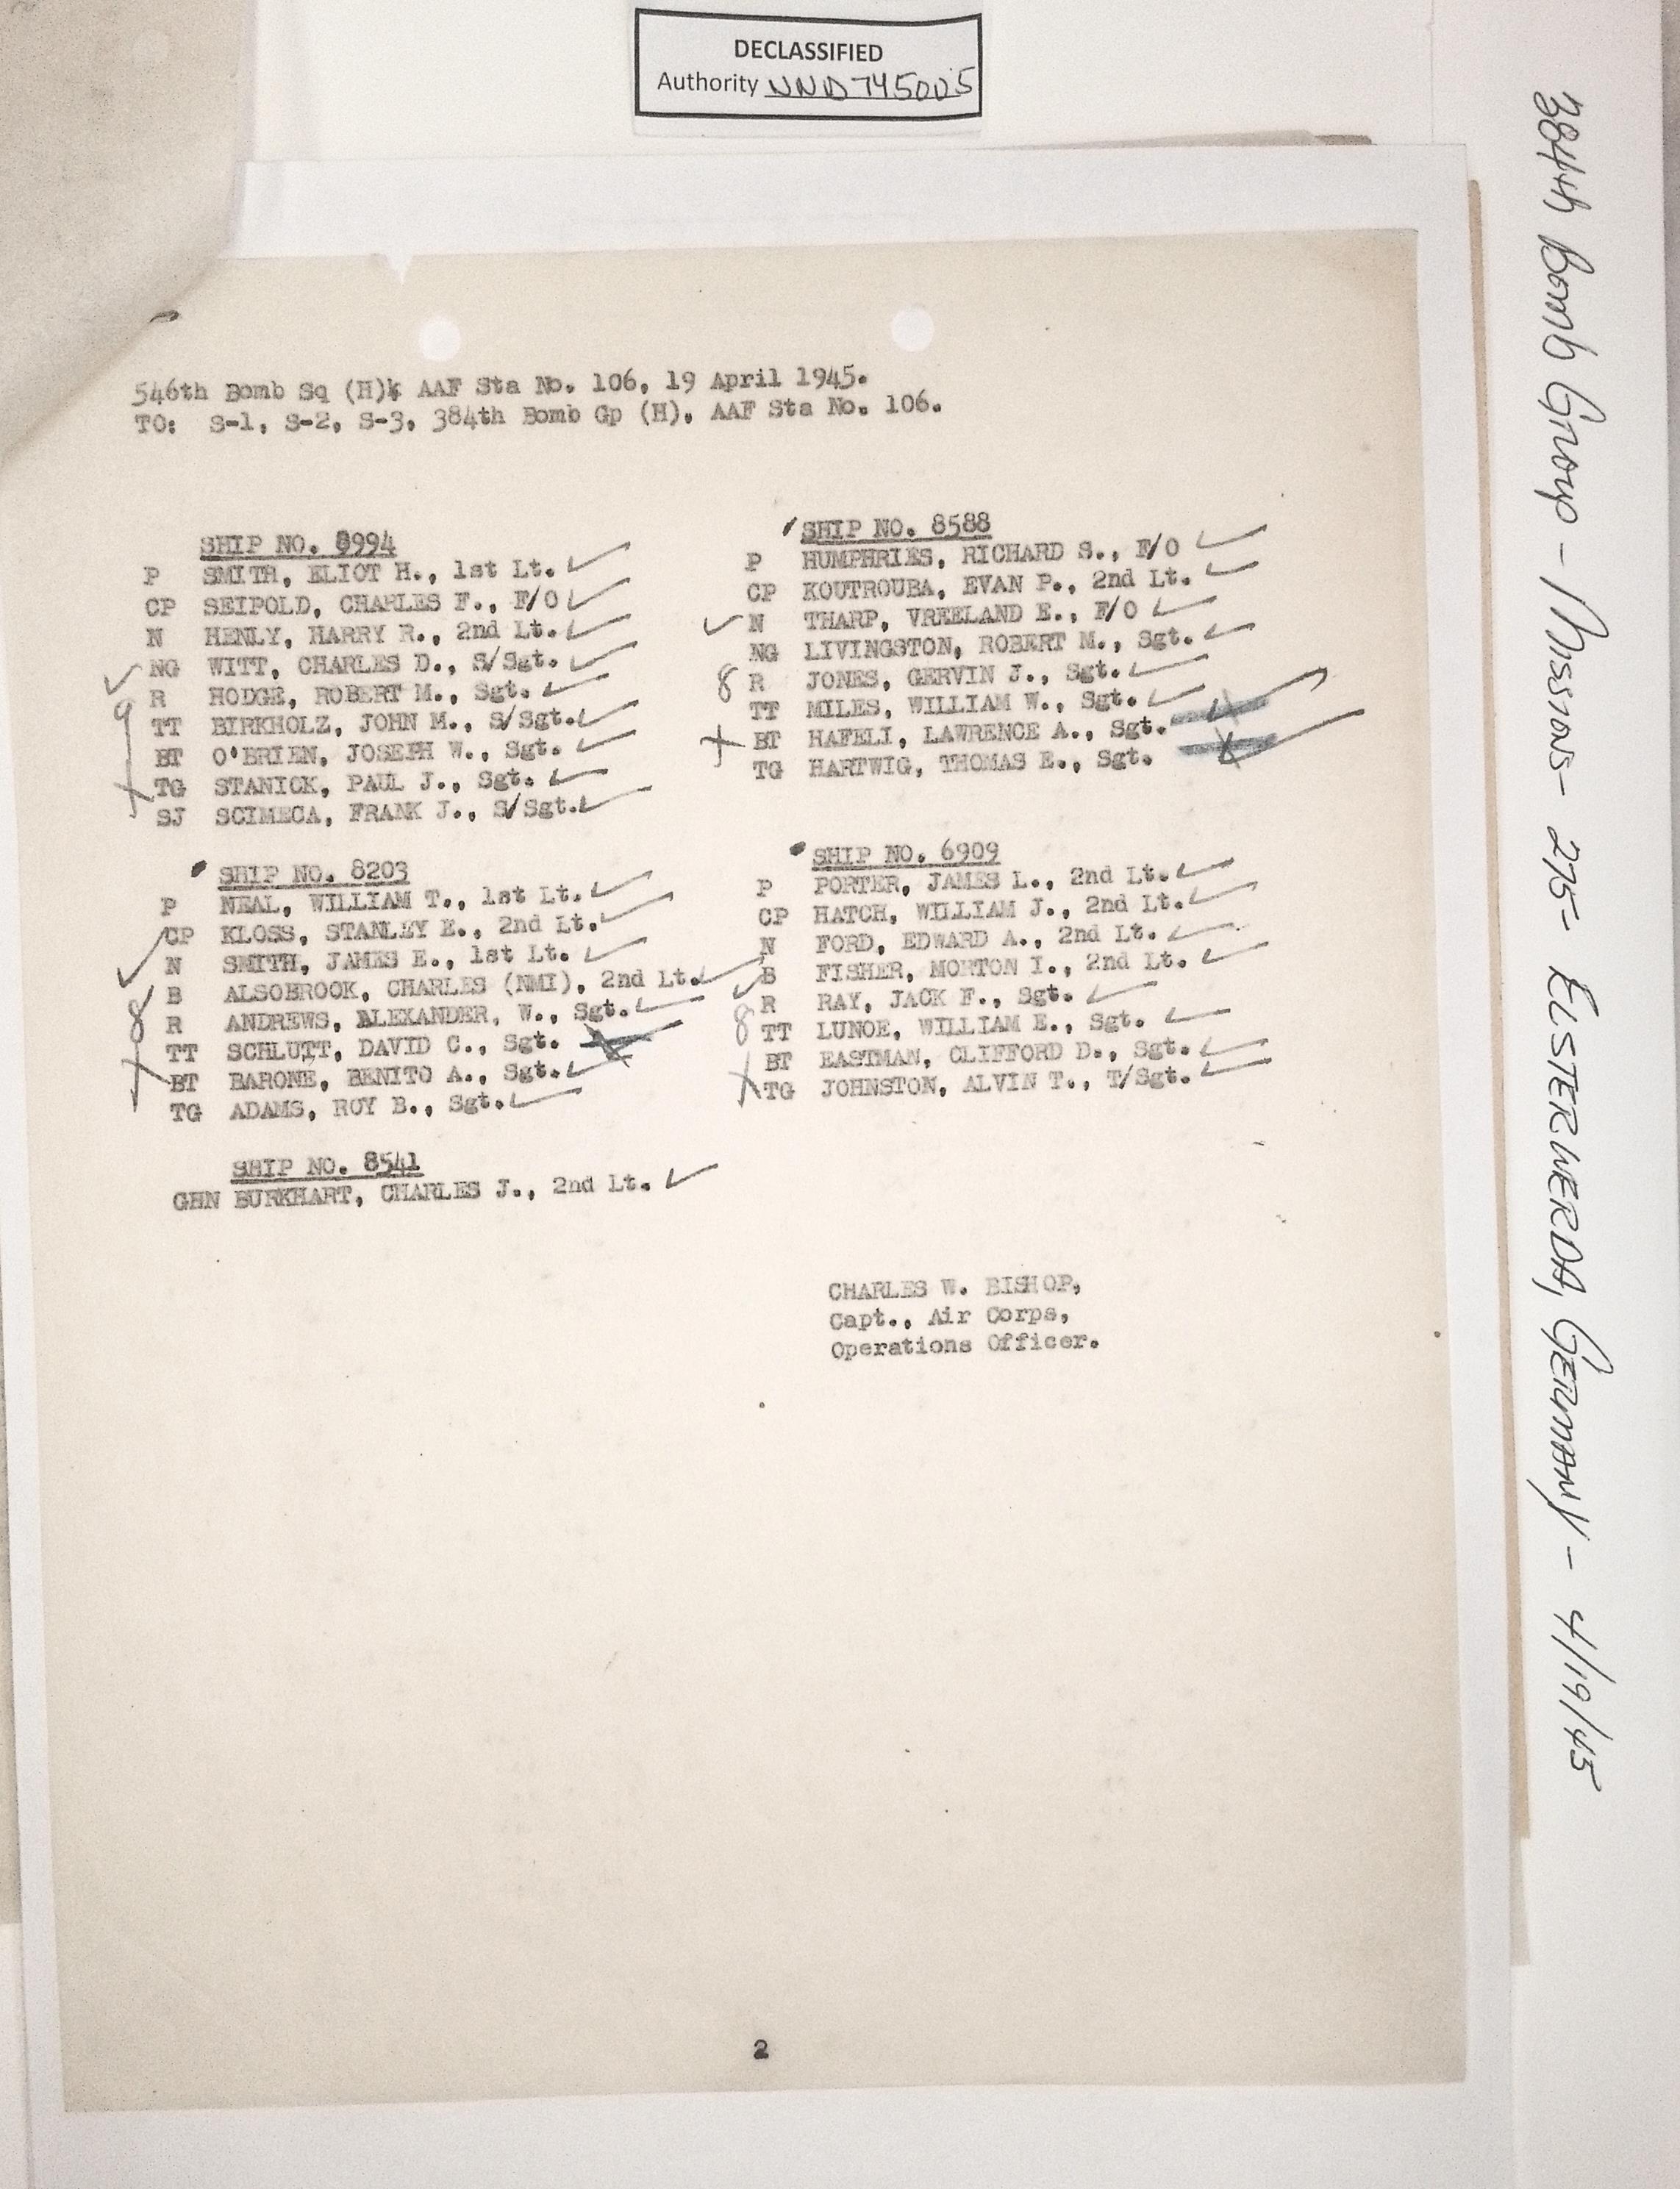 DECLASSIFIED
Authority NND 745005
546th Bomb Sq (H), AAF Sta No. 106, 19 April 1945.
TO: S-1, S-2, S-3, 384th Bomb Gp (H), AAF Sta No. 106.
SHIP NO. 8994
P SMITH, ELIOT H., 1st Lt. ✓
CP SEIPOLD, CHARLES F., F/O ✓
N HENLY, HARRY R., 2nd Lt. ✓
✓ NG WITT, CHARLES D., S/Sgt. ✓
9 R HODGE, ROBERT M., Sgt. ✓
TT BIRKHOLZ, JOHN M., S/Sgt. ✓
BT O'BRIEN, JOSEPH W., Sgt. ✓
TG STANICK, PAUL J., Sgt. ✓
SJ SCIMECA, FRANK J., S/Sgt. ✓
SHIP NO. 8588
P HUMPHRIES, RICHARD S., F/O ✓
CP KOUTROUBA, EVAN P., 2nd Lt. ✓
✓ N THARP, VREELAND E., F/O ✓
NG LIVINGSTON, ROBERT M., Sgt. ✓
8 R JONES, GERVIN J., Sgt. ✓
TT MILES, WILLIAM W., Sgt. ✓
BT HAFELI, LAWRENCE A., Sgt. ✓
TG HARTWIG, THOMAS E., Sgt. ✓
SHIP NO. 8203
P NEAL, WILLIAM T., 1st Lt. ✓
CP KLOSS, STANLEY E., 2nd Lt. ✓
✓ N SMITH, JAMES E., 1st Lt. ✓
B ALSOBROOK, CHARLES (NMI), 2nd Lt. ✓
8 R ANDREWS, ALEXANDER, W., Sgt. ✓
TT SCHLUTT, DAVID C., Sgt.
BT BARONE, BENITO A., Sgt. ✓
TG ADAMS, ROY B., Sgt. ✓
SHIP NO. 6909
P PORTER, JAMES L., 2nd Lt. ✓
CP HATCH, WILLIAM J., 2nd Lt. ✓
N FORD, EDWARD A., 2nd Lt. ✓
B FISHER, MORTON I., 2nd Lt. ✓
✓ R RAY, JACK F., Sgt. ✓
8 TT LUNOE, WILLIAM E., Sgt. ✓
BT EASTMAN, CLIFFORD D., Sgt. ✓
TG JOHNSTON, ALVIN T., T/Sgt. ✓
SHIP NO. 8541
GHN BURKHART, CHARLES J., 2nd Lt. ✓
CHARLES W. BISHOP,
Capt., Air Corps,
Operations Officer.
2
384th Bomb Group - Missions - 275 - ELSTERWERDA, GERMANY - 4/19/45